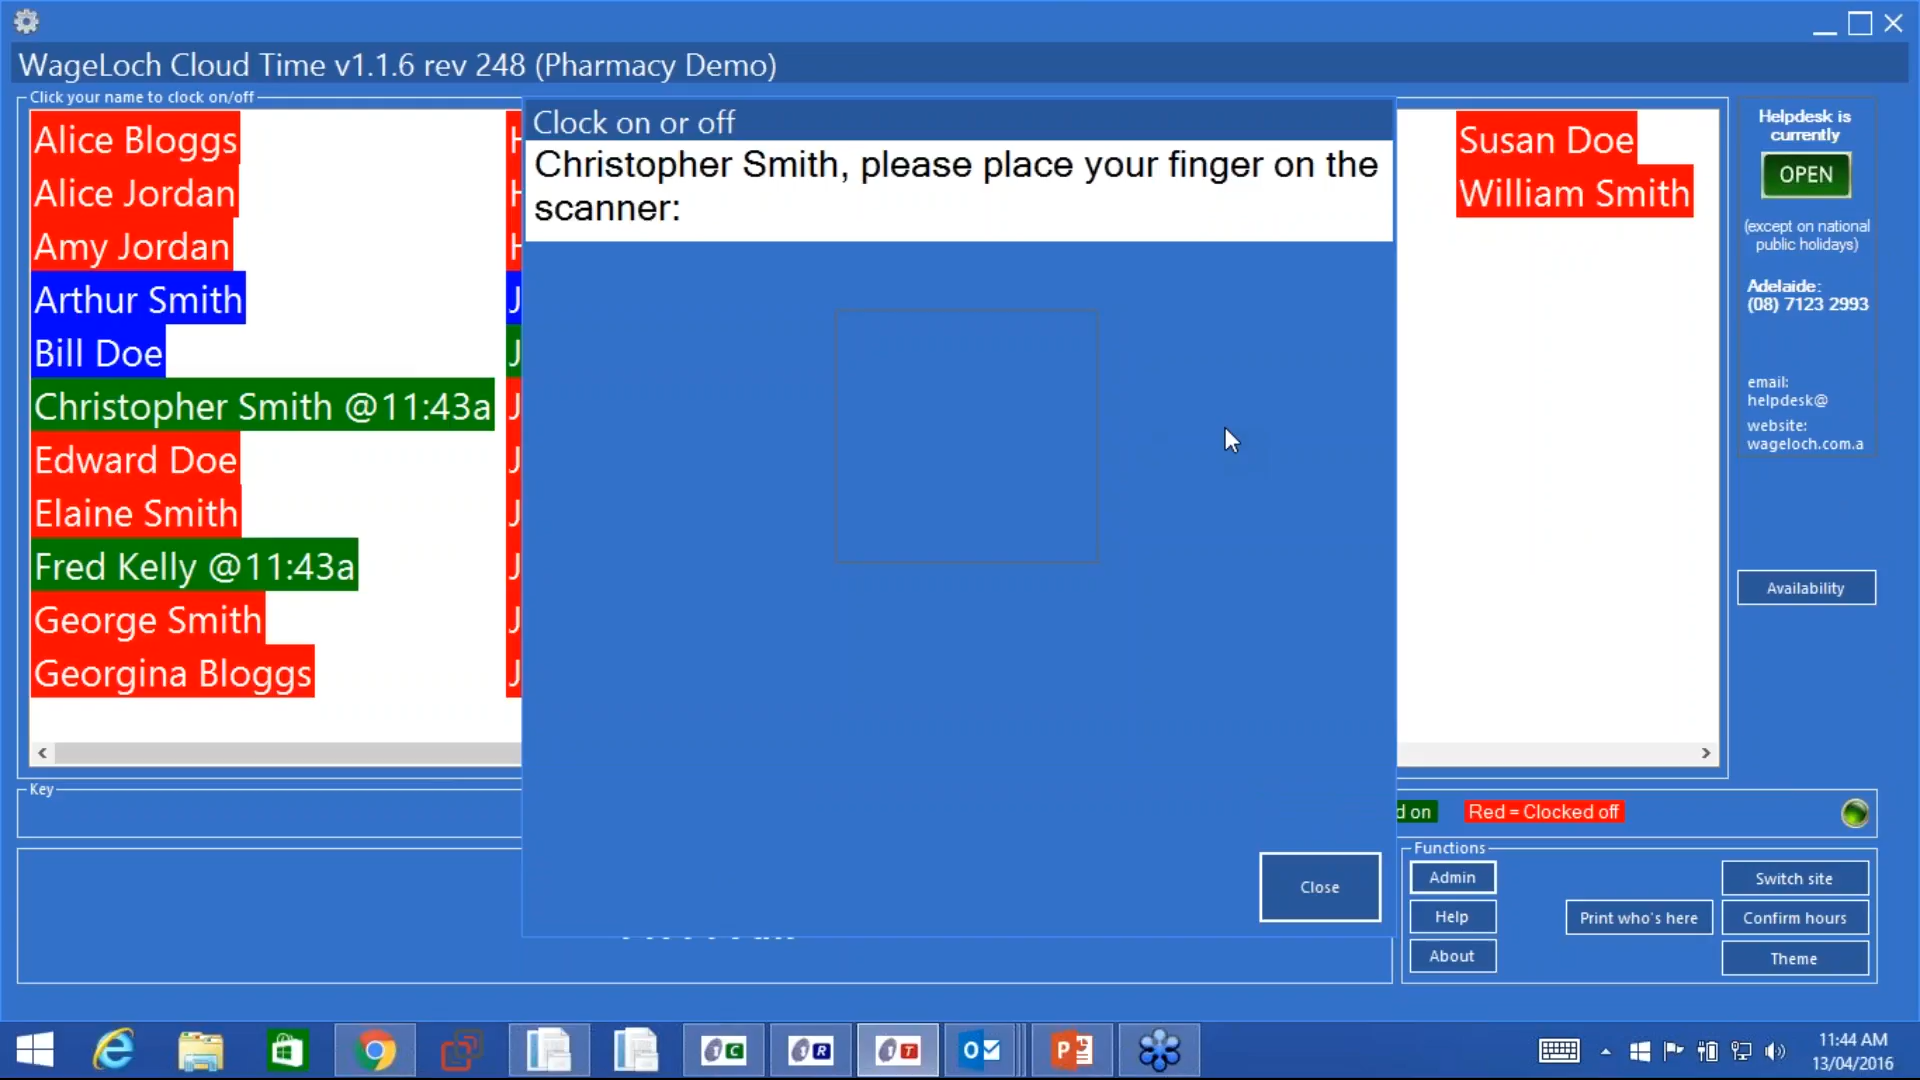 WageLoch Cloud Time v1.1.6 rev 248 (Pharmacy Demo)
Click your name to clock on/off
Alice Bloggs
Alice Jordan
Amy Jordan
Arthur Smith
Bill Doe
Christopher Smith @11:43a
Edward Doe
Elaine Smith
Fred Kelly @11:43a
George Smith
Georgina Bloggs
H
H
H
J
J
J
J
J
J
J
J
Clock on or off
Christopher Smith, please place your finger on the
scanner:
Close
Susan Doe
William Smith
Helpdesk is
currently
OPEN
(except on national
public holidays)
Adelaide:
(08) 7123 2993
email:
helpdesk@
website:
wageloch.com.a
Availability
Key
d on
Red = Clocked off
Functions
Admin
Help
About
Print who's here
Switch site
Confirm hours
Theme
11:44 AM
13/04/2016